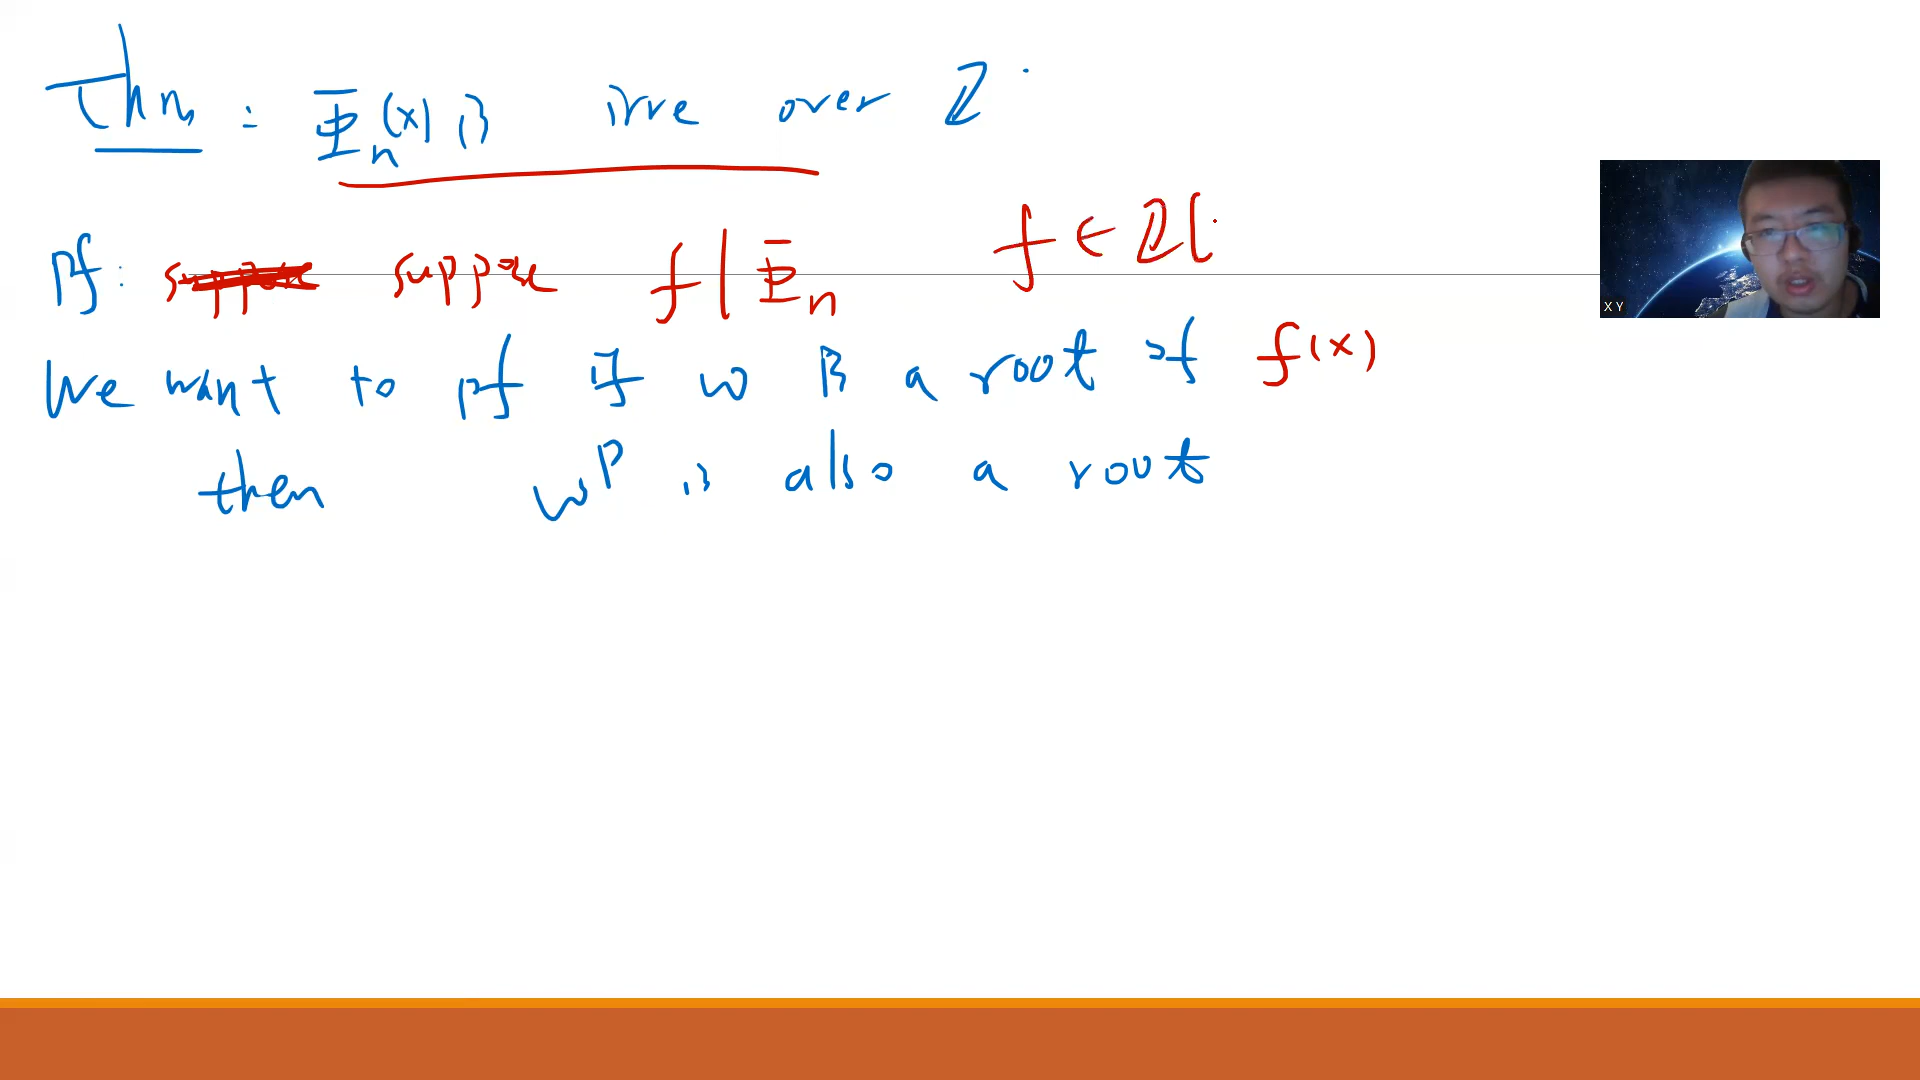 Thm : Φₙ(x) is irre over ℤ.
pf: suppose f | Φₙ f ∈ ℤ[
We want to pf if w is a root of f(x)
then wᵖ is also a root
X Y